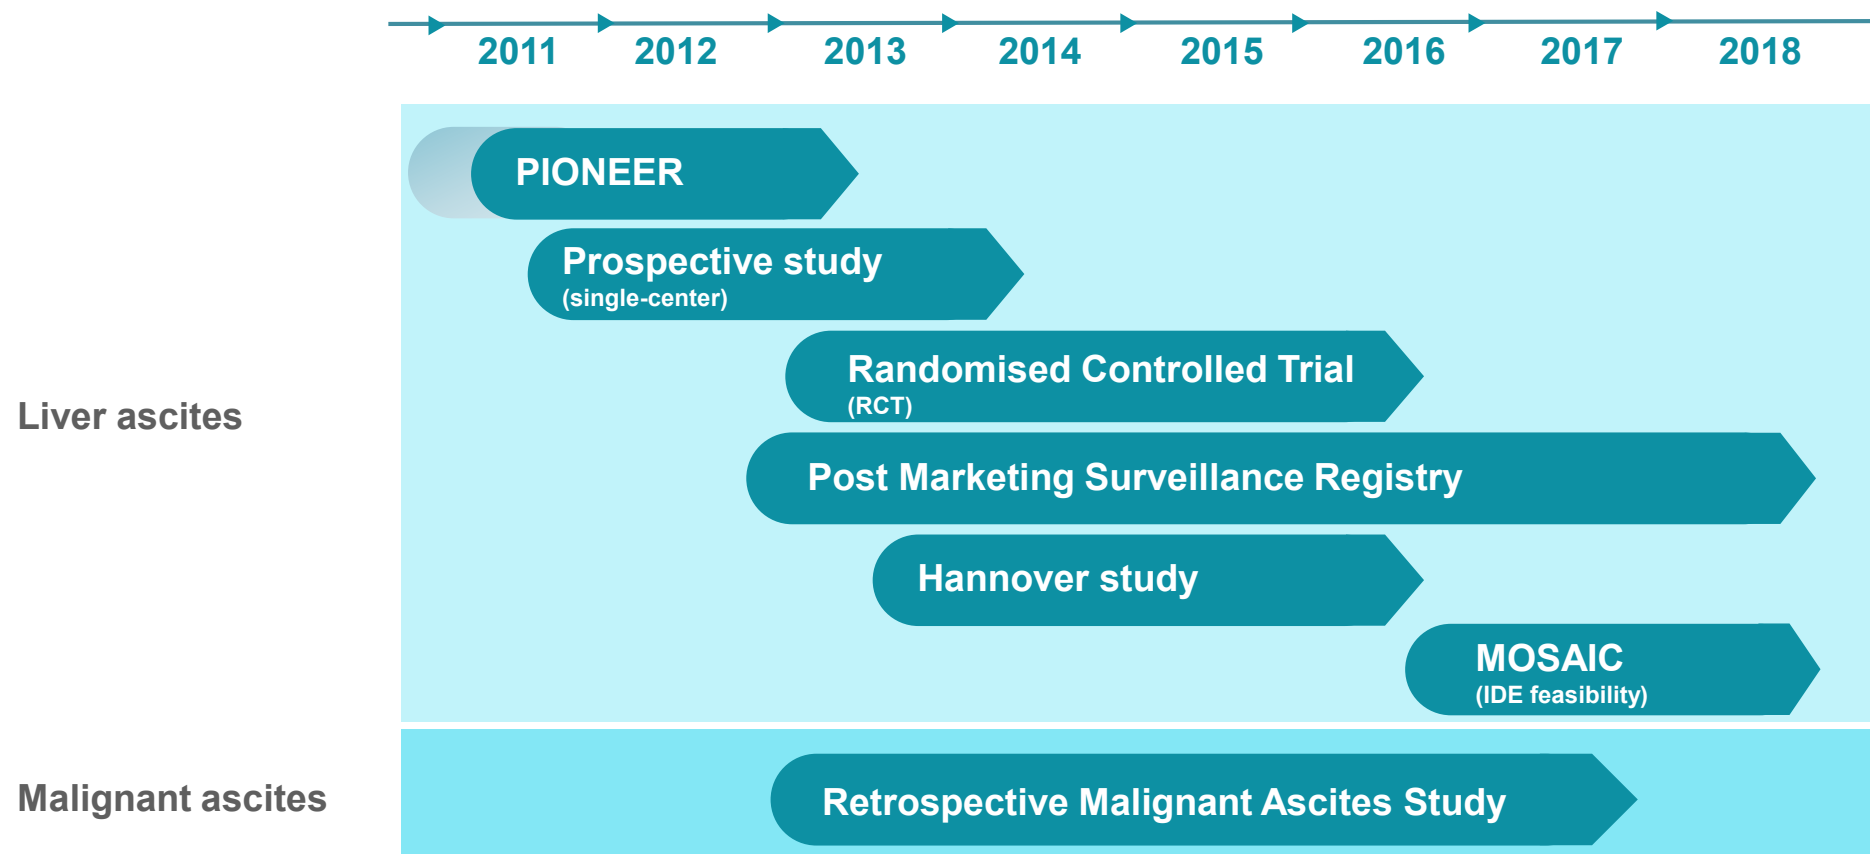 2011 2012 2013 2014 2015 2016 2017 2018
PIONEER
Prospective study
(single-center)
Randomised Controlled Trial
(RCT)
Liver ascites
Post Marketing Surveillance Registry
Hannover study
MOSAIC
(IDE feasibility)
Malignant ascites
Retrospective Malignant Ascites Study